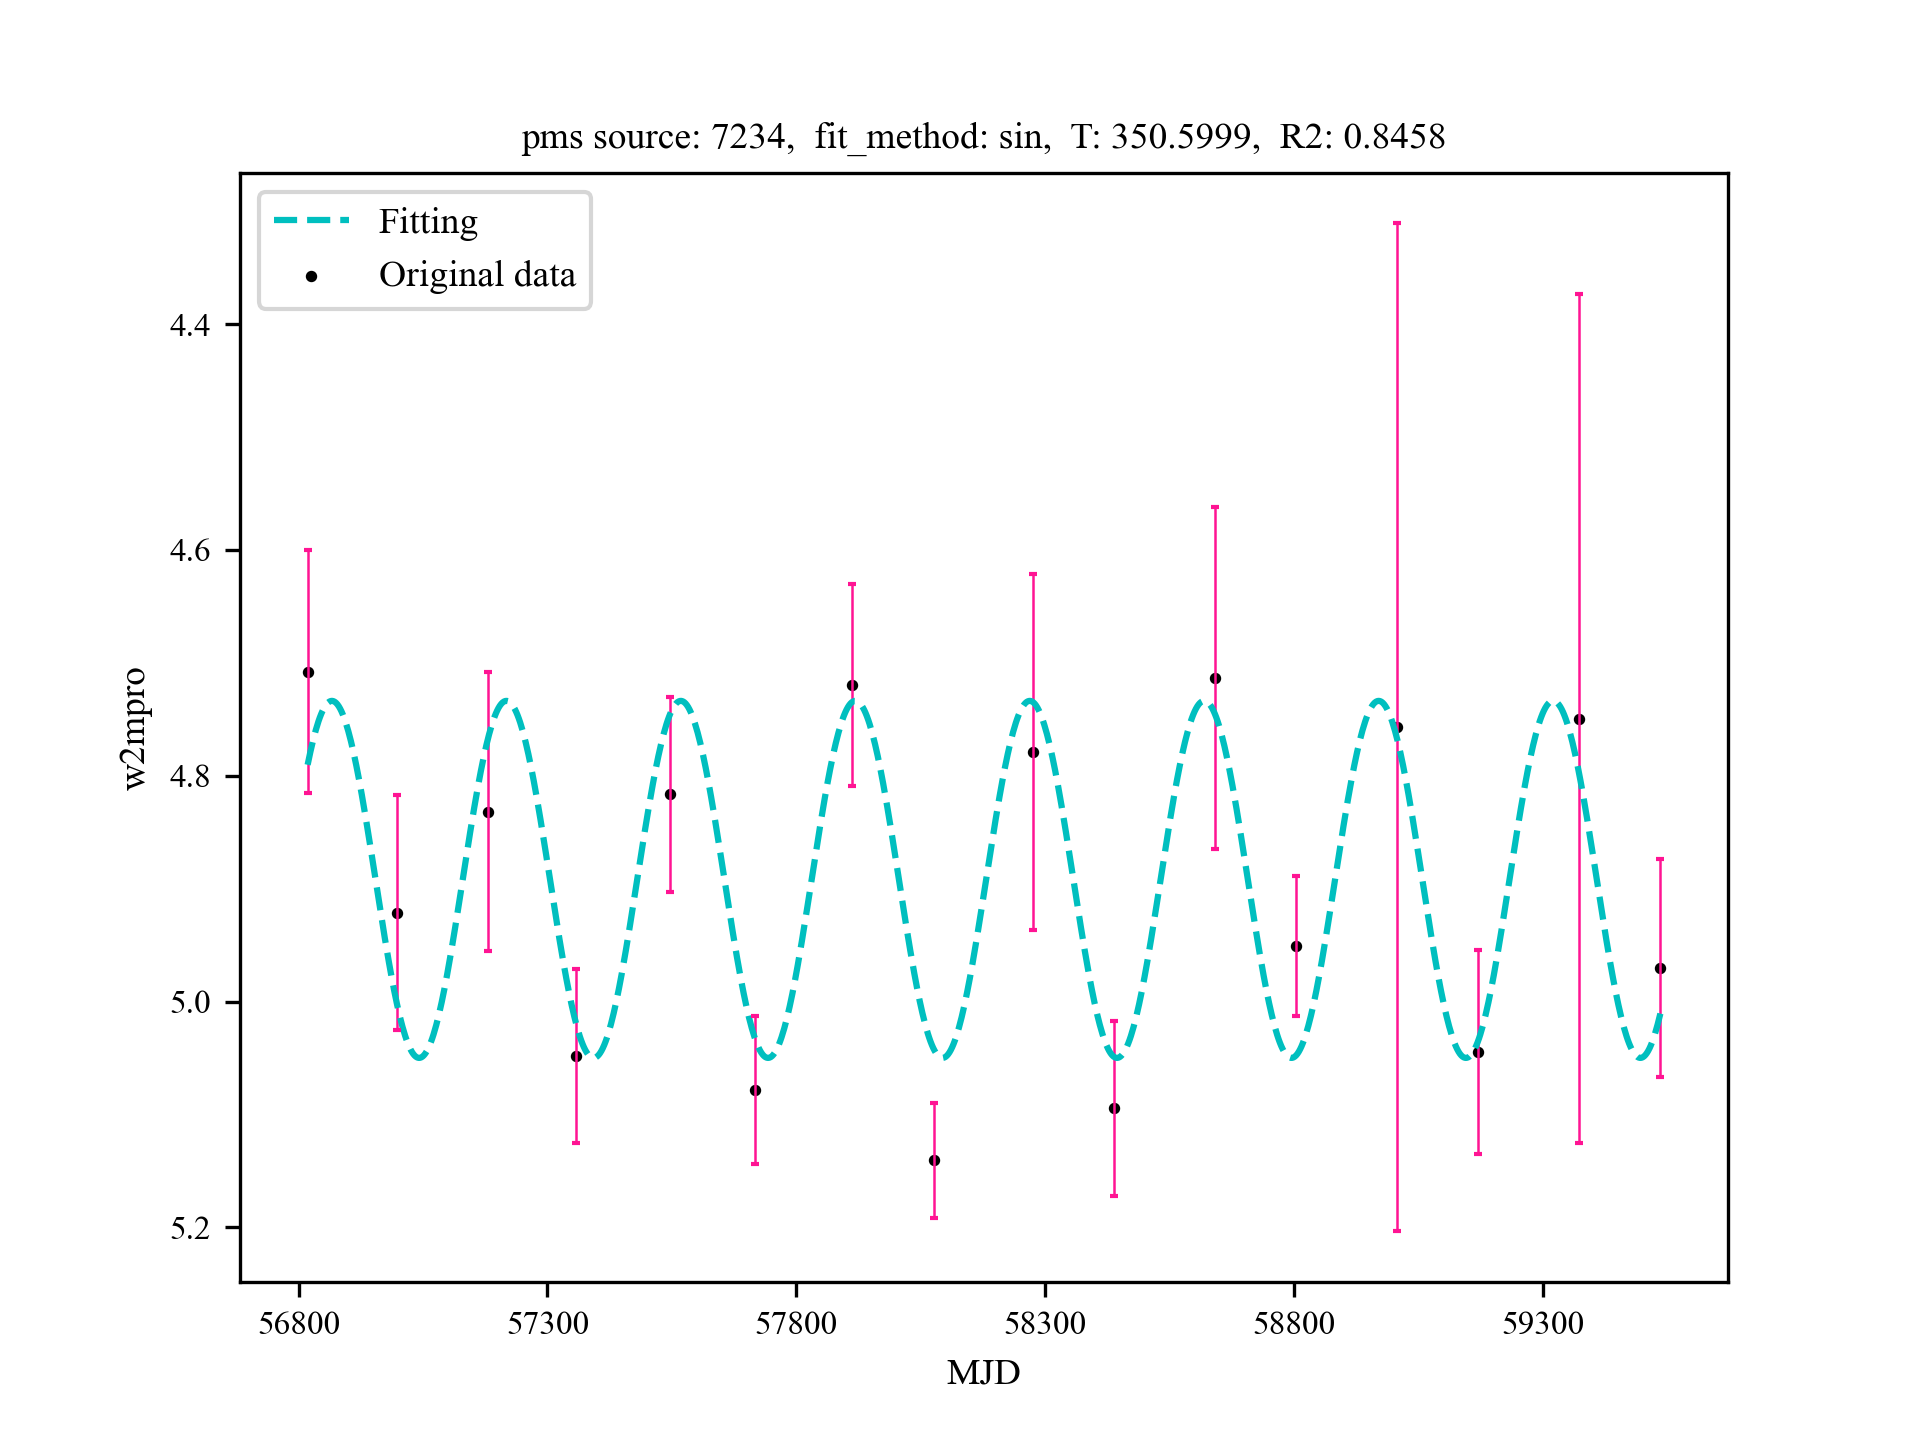 pms source: 7234,  fit_method: sin,  T: 350.5999,  R2: 0.8458
Fitting
Original data
4.4
4.6
4.8
5.0
5.2
w2mpro
56800
57300
57800
58300
58800
59300
MJD